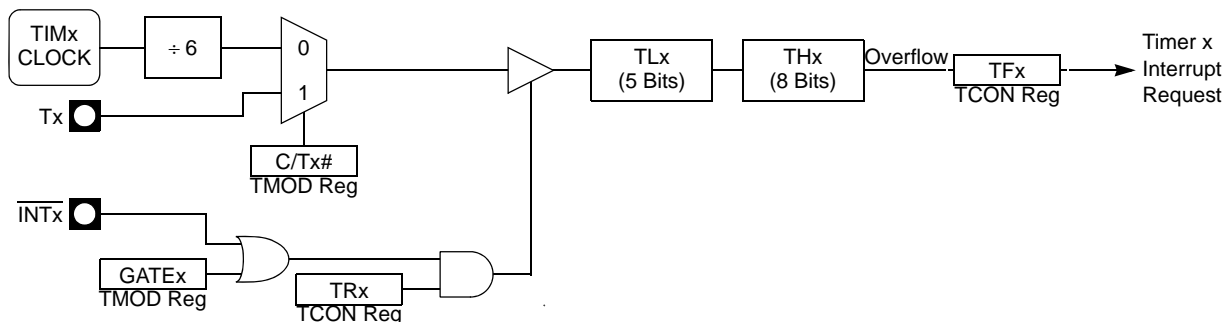 TIMx
CLOCK
÷ 6
0
1
Tx
C/Tx#
TMOD Reg
TLx
(5 Bits)
THx
(8 Bits)
Overflow
TFx
TCON Reg
Timer x
Interrupt
Request
INTx
GATEx
TMOD Reg
TRx
TCON Reg